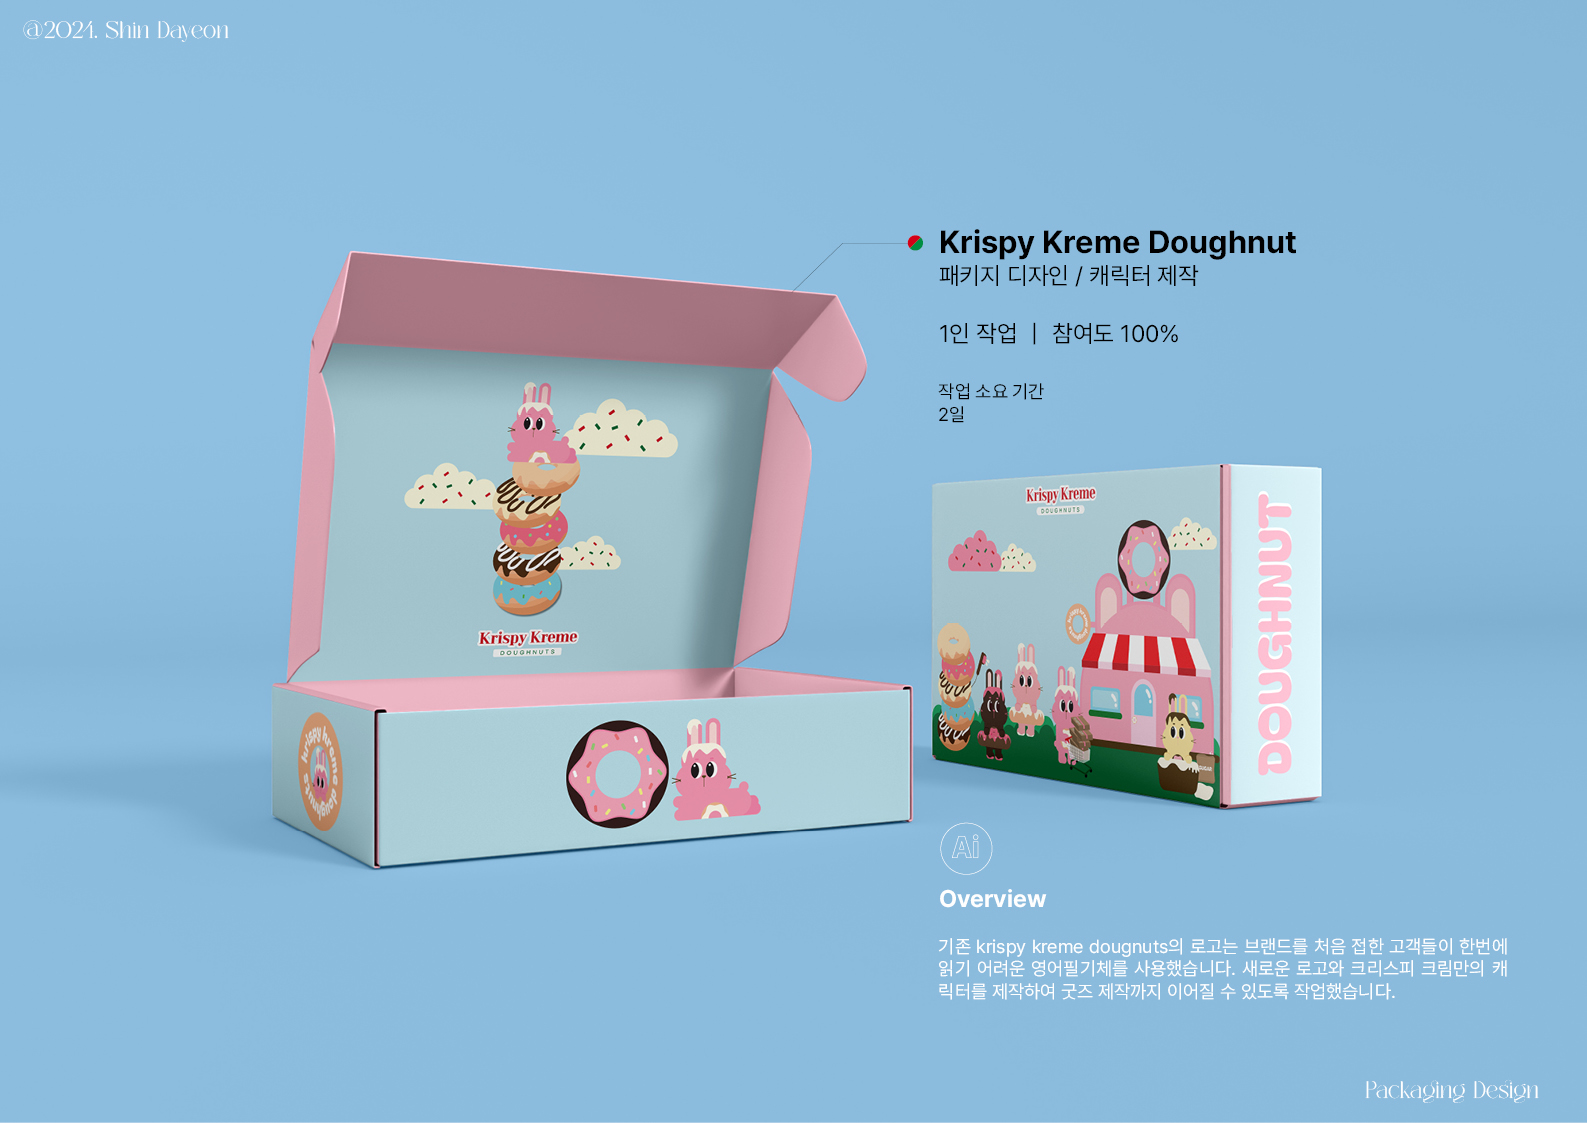 @2024. Shin Dayeon
Krispy Kreme Doughnut
패키지 디자인 / 캐릭터 제작
1인 작업 | 참여도 100%
작업 소요 기간
2일
Krispy Kreme
DOUGHNUTS
krispy kreme doughnuts
Krispy Kreme
DOUGHNUTS
DOUGHNUT
Ai
Overview
기존 krispy kreme dougnuts의 로고는 브랜드를 처음 접한 고객들이 한번에
읽기 어려운 영어필기체를 사용했습니다. 새로운 로고와 크리스피 크림만의 캐
릭터를 제작하여 굿즈 제작까지 이어질 수 있도록 작업했습니다.
Packaging Design